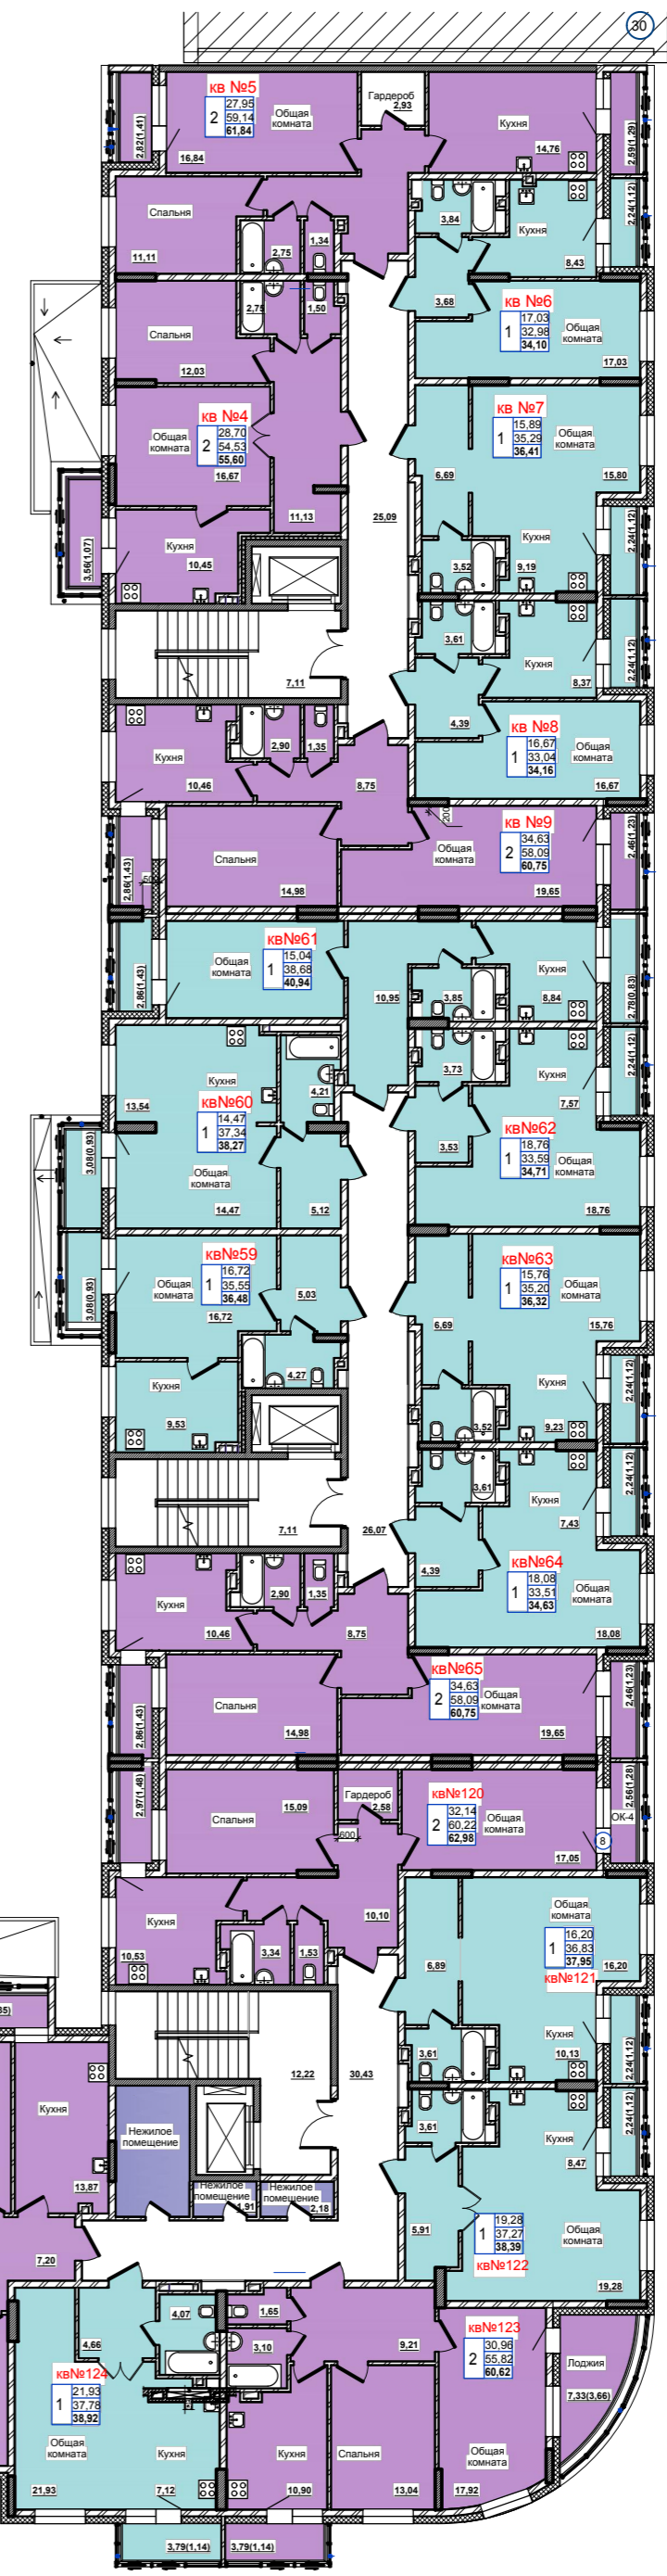 30
кв №5
2
27,95
59,14
61,84
Общая
комната
Гардероб
2,93
Кухня
2,82(1,41)
16,84
14,76
2,59(1,29)
Спальня
11,11
2,75
1,34
3,84
Кухня
8,43
2,24(1,12)
3,68
кв №6
1
17,03
32,98
34,10
Общая
комната
17,03
2,75
1,50
Спальня
12,03
кв №4
2
28,70
54,53
55,60
Общая
комната
16,67
кв №7
1
15,89
35,29
36,41
Общая
комната
6,69
15,80
11,13
25,09
Кухня
10,45
3,56(1,07)
3,52
9,19
Кухня
2,24(1,12)
3,61
Кухня
8,37
2,24(1,12)
7,11
4,39
кв №8
1
16,67
33,04
34,16
Общая
комната
16,67
Кухня
10,46
2,90
1,35
8,75
200
кв №9
2
34,63
58,09
60,75
Общая
комната
19,65
2,46(1,23)
Спальня
14,98
2,86(1,43)
500
кв№61
1
15,04
38,68
40,94
Общая
комната
2,86(1,43)
10,95
3,85
Кухня
8,84
2,78(0,83)
Кухня
13,54
4,21
3,73
Кухня
7,57
2,24(1,12)
кв№60
1
14,47
37,34
38,27
Общая
комната
14,47
5,12
3,08(0,93)
3,53
кв№62
1
18,76
33,59
34,71
Общая
комната
18,76
кв№59
1
16,72
35,55
36,48
Общая
комната
16,72
5,03
3,08(0,93)
кв№63
1
15,76
35,20
36,32
Общая
комната
6,69
15,76
4,27
Кухня
9,53
3,52
Кухня
9,23
2,24(1,12)
3,61
Кухня
7,43
2,24(1,12)
7,11
26,07
4,39
кв№64
1
18,08
33,51
34,63
Общая
комната
18,08
Кухня
10,46
2,90
1,35
8,75
кв№65
2
34,63
58,09
60,75
Общая
комната
19,65
2,46(1,23)
Спальня
14,98
2,86(1,43)
2,97(1,48)
Спальня
15,09
Гардероб
2,58
600
кв№120
2
32,14
60,22
62,98
Общая
комната
17,05
2,56(1,28)
ОК-4
8
10,10
Кухня
10,53
3,34
1,53
6,89
Общая
комната
1
16,20
36,83
37,95
16,20
кв№121
12,22
30,43
3,61
Кухня
10,13
2,24(1,12)
3,61
Кухня
8,47
2,24(1,12)
35)
Кухня
13,87
Нежилое
помещение
Нежилое
помещение
1,91
Нежилое
помещение
2,18
7,20
5,91
1
19,28
37,27
38,39
кв№122
Общая
комната
19,28
4,66
4,07
1,65
3,10
9,21
кв№123
2
30,96
55,82
60,62
Лоджия
7,33(3,66)
кв№124
1
21,93
37,78
38,92
Общая
комната
21,93
Кухня
7,12
Кухня
10,90
Спальня
13,04
Общая
комната
17,92
3,79(1,14)
3,79(1,14)